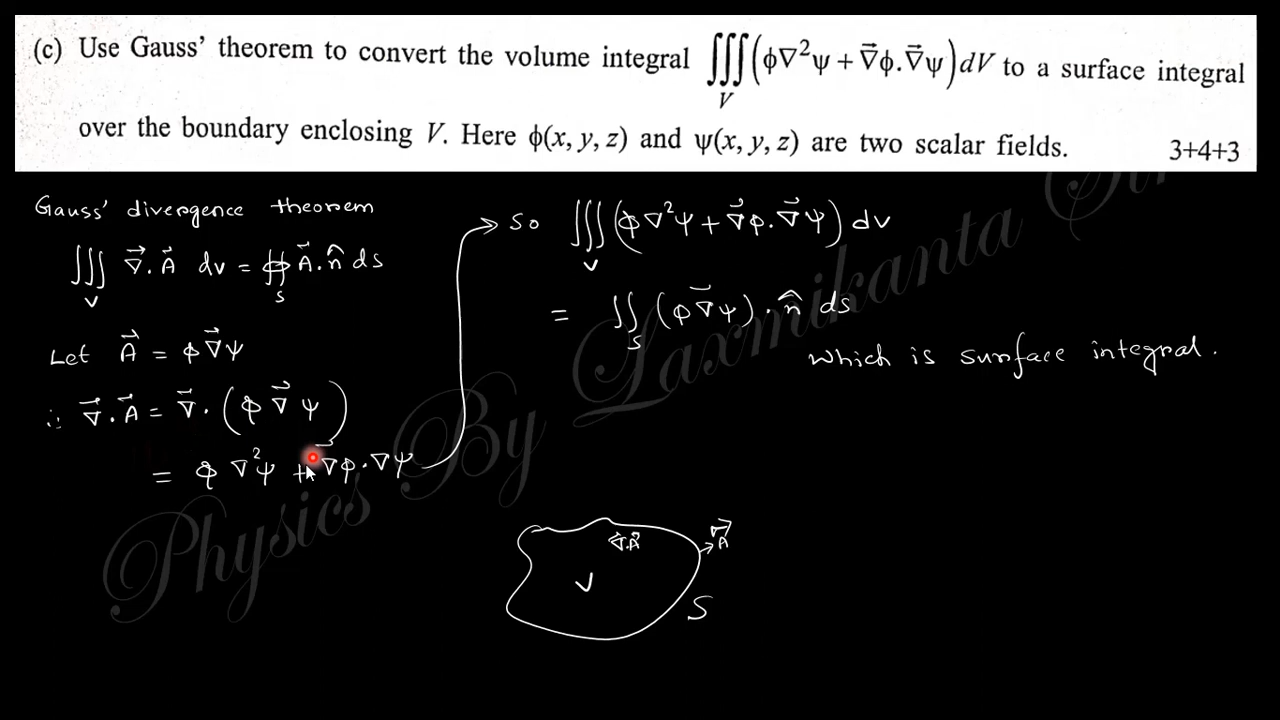 (c) Use Gauss' theorem to convert the volume integral ∭_V (ϕ∇²ψ + ∇⃗ϕ.∇⃗ψ) dV to a surface integral
over the boundary enclosing V. Here ϕ(x, y, z) and ψ(x, y, z) are two scalar fields.
3+4+3
Gauss' divergence theorem
∭_V ∇⃗.A⃗ dv = ∯_S A⃗.n̂ ds
Let A⃗ = ϕ∇⃗ψ
∴ ∇⃗.A⃗ = ∇⃗.(ϕ∇⃗ψ)
= ϕ∇²ψ + ∇⃗ϕ.∇ψ
So ∭_V (ϕ∇²ψ + ∇⃗ϕ.∇⃗ψ) dv
= ∬_S (ϕ∇⃗ψ).n̂ ds
which is surface integral.
∇⃗.A⃗
A⃗
V
S
Physics By Laxmikanta